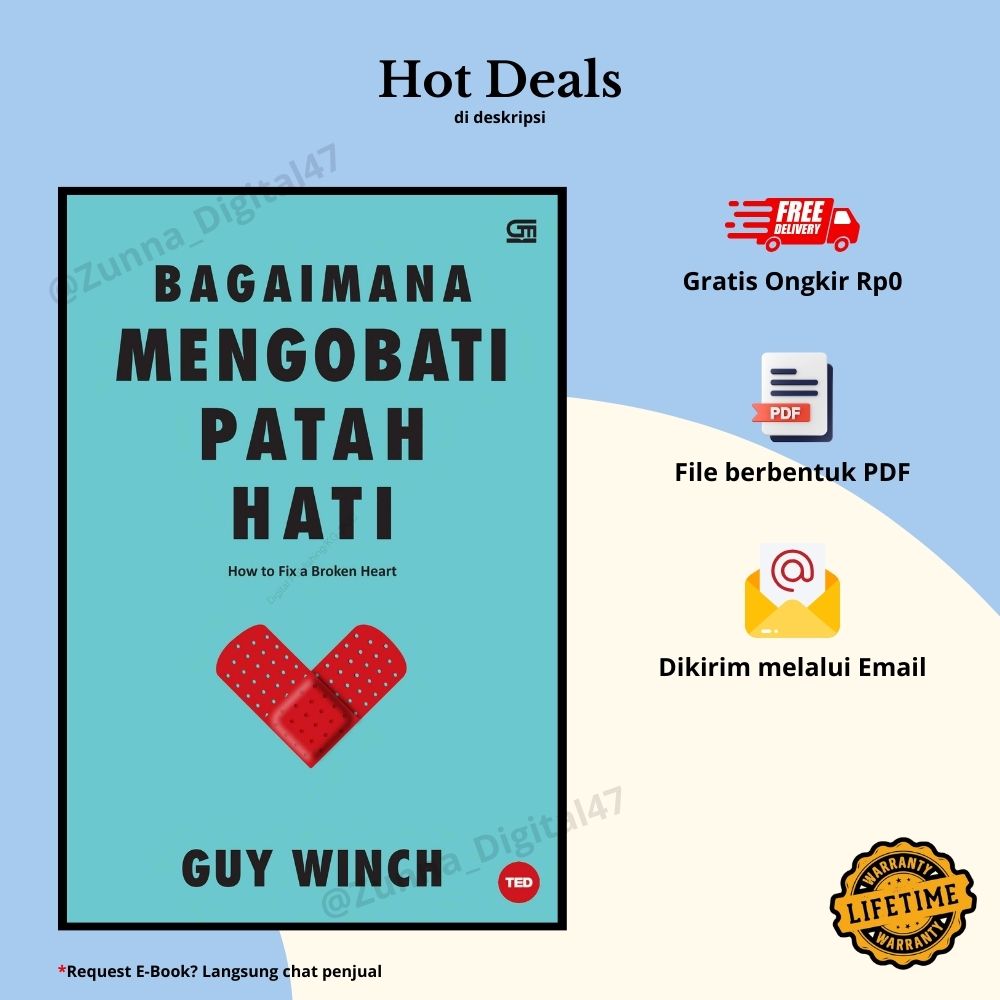 Hot Deals
di deskripsi
@Zunna_Digital47
GM
BAGAIMANA
MENGOBATI
PATAH
HATI
How to Fix a Broken Heart
GUY WINCH
TED
@Zunna_Digital47
FREE
DELIVERY
Gratis Ongkir Rp0
PDF
File berbentuk PDF
@
Dikirim melalui Email
WARRANTY
LIFETIME
WARRANTY
*Request E-Book? Langsung chat penjual